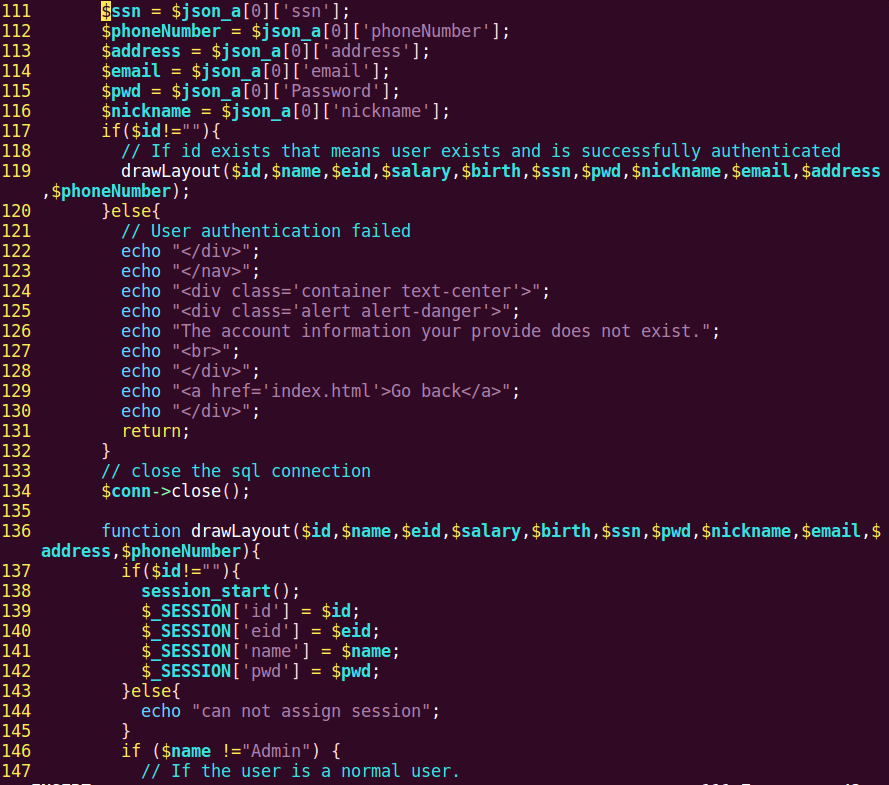 111       $ssn = $json_a[0]['ssn'];
112       $phoneNumber = $json_a[0]['phoneNumber'];
113       $address = $json_a[0]['address'];
114       $email = $json_a[0]['email'];
115       $pwd = $json_a[0]['Password'];
116       $nickname = $json_a[0]['nickname'];
117       if($id!=""){
118         // If id exists that means user exists and is successfully authenticated
119         drawLayout($id,$name,$eid,$salary,$birth,$ssn,$pwd,$nickname,$email,$address
    ,$phoneNumber);
120       }else{
121         // User authentication failed
122         echo "</div>";
123         echo "</nav>";
124         echo "<div class='container text-center'>";
125         echo "<div class='alert alert-danger'>";
126         echo "The account information your provide does not exist.";
127         echo "<br>";
128         echo "</div>";
129         echo "<a href='index.html'>Go back</a>";
130         echo "</div>";
131         return;
132       }
133       // close the sql connection
134       $conn->close();
135
136       function drawLayout($id,$name,$eid,$salary,$birth,$ssn,$pwd,$nickname,$email,$
    address,$phoneNumber){
137         if($id!=""){
138           session_start();
139           $_SESSION['id'] = $id;
140           $_SESSION['eid'] = $eid;
141           $_SESSION['name'] = $name;
142           $_SESSION['pwd'] = $pwd;
143         }else{
144           echo "can not assign session";
145         }
146         if ($name !="Admin") {
147           // If the user is a normal user.